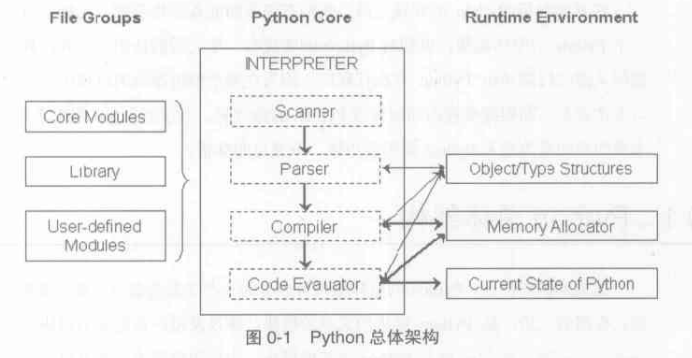 File Groups
Python Core
Runtime Environment
INTERPRETER
Core Modules
Library
User-defined
Modules
Scanner
Parser
Compiler
Code Evauator
Object/Type Structures
Memory Allocator
Current State of Python
图 0-1 Python 总体架构